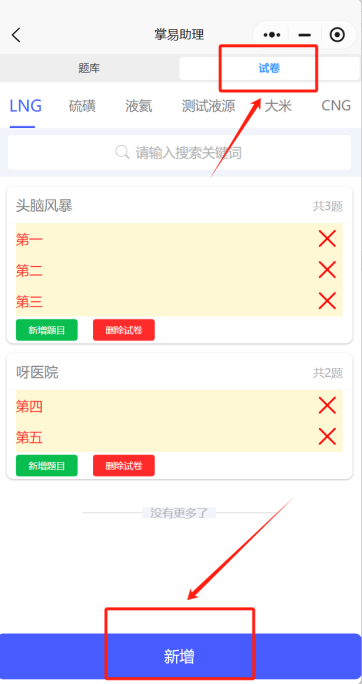 掌易助理
题库 试卷
LNG 硫磺 液氨 测试液源 大米 CNG
请输入搜索关键词
头脑风暴 共3题
第一
第二
第三
新增题目 删除试卷
呀医院 共2题
第四
第五
新增题目 删除试卷
没有更多了
新增